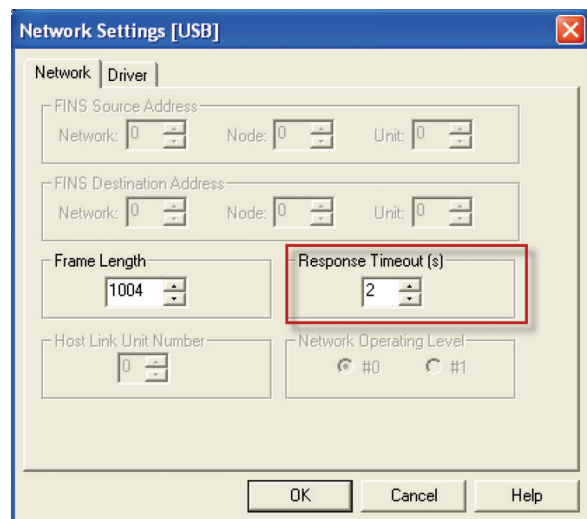 Network Settings [USB]
Network Driver
FINS Source Address
Network: 0 Node: 0 Unit: 0
FINS Destination Address
Network: 0 Node: 0 Unit: 0
Frame Length Response Timeout (s)
1004 2
Host Link Unit Number Network Operating Level
0 #0 #1
OK Cancel Help